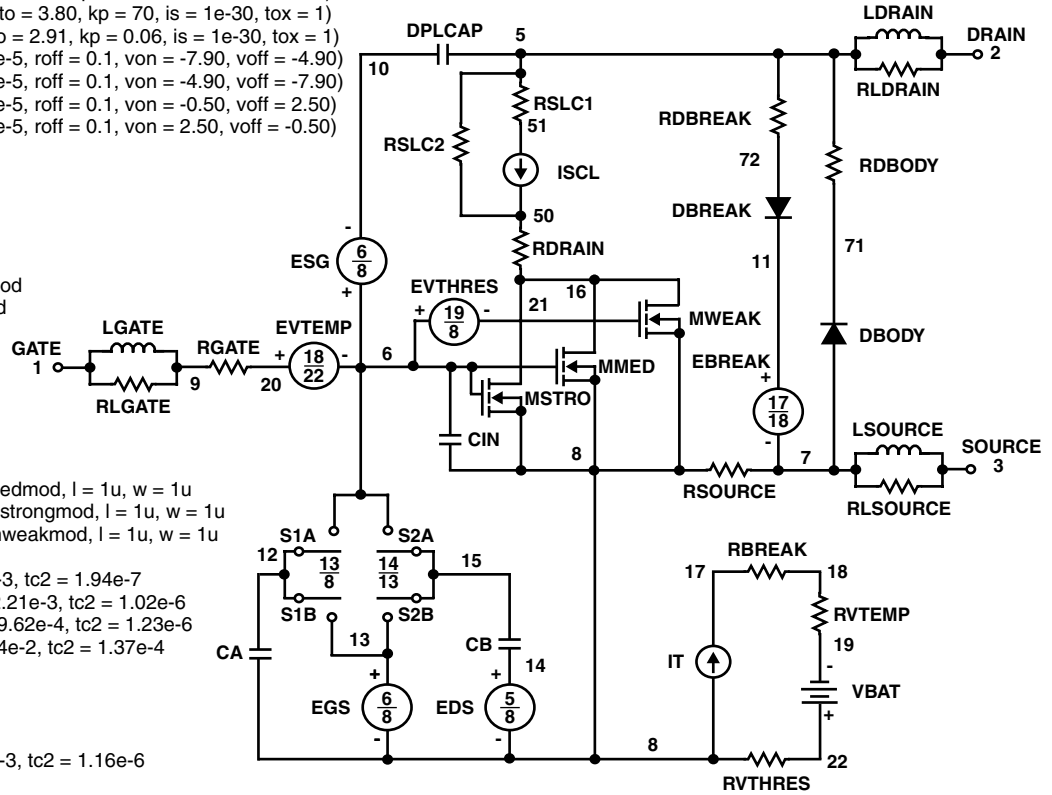 to = 3.80, kp = 70, is = 1e-30, tox = 1)
o = 2.91, kp = 0.06, is = 1e-30, tox = 1)
e-5, roff = 0.1, von = -7.90, voff = -4.90)
e-5, roff = 0.1, von = -4.90, voff = -7.90)
e-5, roff = 0.1, von = -0.50, voff = 2.50)
e-5, roff = 0.1, von = 2.50, voff = -0.50)
od
d
edmod, l = 1u, w = 1u
strongmod, l = 1u, w = 1u
weakmod, l = 1u, w = 1u
-3, tc2 = 1.94e-7
.21e-3, tc2 = 1.02e-6
9.62e-4, tc2 = 1.23e-6
4e-2, tc2 = 1.37e-4
-3, tc2 = 1.16e-6
DPLCAP
5
10
LDRAIN
DRAIN
2
RLDRAIN
RSLC1
51
RSLC2
ISCL
50
RDRAIN
RDBREAK
72
DBREAK
11
RDBODY
71
DBODY
ESG
-
6
8
+
EVTHRES
+
19
8
-
21
16
MWEAK
MMED
MSTRO
EBREAK
+
17
18
-
GATE
1
LGATE
RLGATE
9
RGATE
20
EVTEMP
+
18
22
-
6
CIN
8
RSOURCE
7
LSOURCE
SOURCE
3
RLSOURCE
S1A
S2A
12
13
8
14
13
15
S1B
S2B
13
CA
CB
14
EGS
+
6
8
-
EDS
+
5
8
-
RBREAK
17
18
RVTEMP
19
IT
-
VBAT
+
8
22
RVTHRES